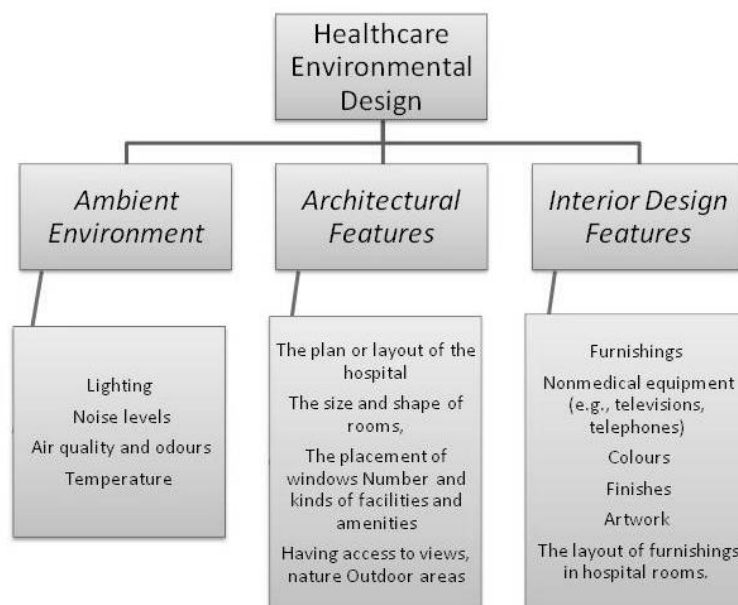 Healthcare
Environmental
Design
Ambient
Environment
Architectural
Features
Interior Design
Features
Lighting
Noise levels
Air quality and odours
Temperature
The plan or layout of the
hospital
The size and shape of
rooms,
The placement of
windows Number and
kinds of facilities and
amenities
Having access to views,
nature Outdoor areas
Furnishings
Nonmedical equipment
(e.g., televisions,
telephones)
Colours
Finishes
Artwork
The layout of furnishings
in hospital rooms.